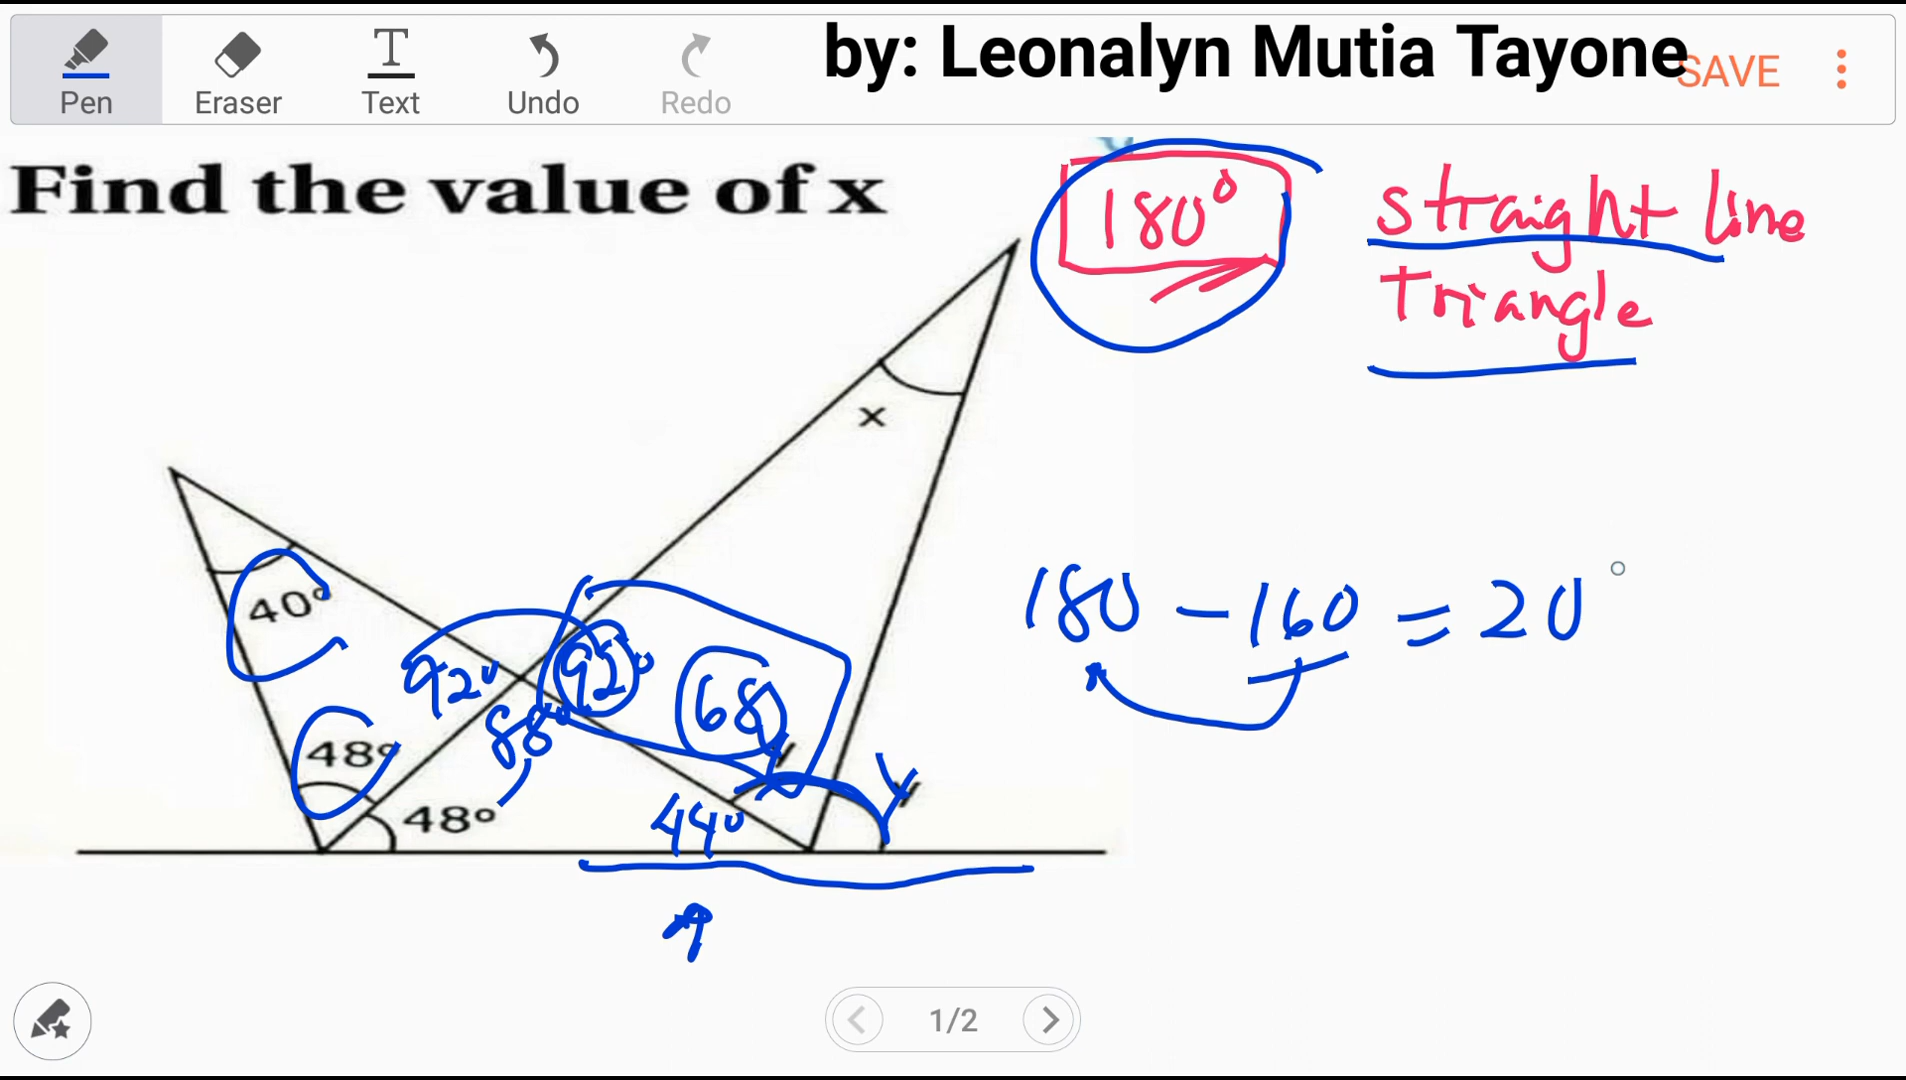 by: Leonalyn Mutia Tayone
Pen
Eraser
Text
Undo
Redo
SAVE
Find the value of x
180°
straight line
triangle
x
40°
92°
92°
68
88°
48°
48°
44°
y
180 - 160 = 20°
1/2